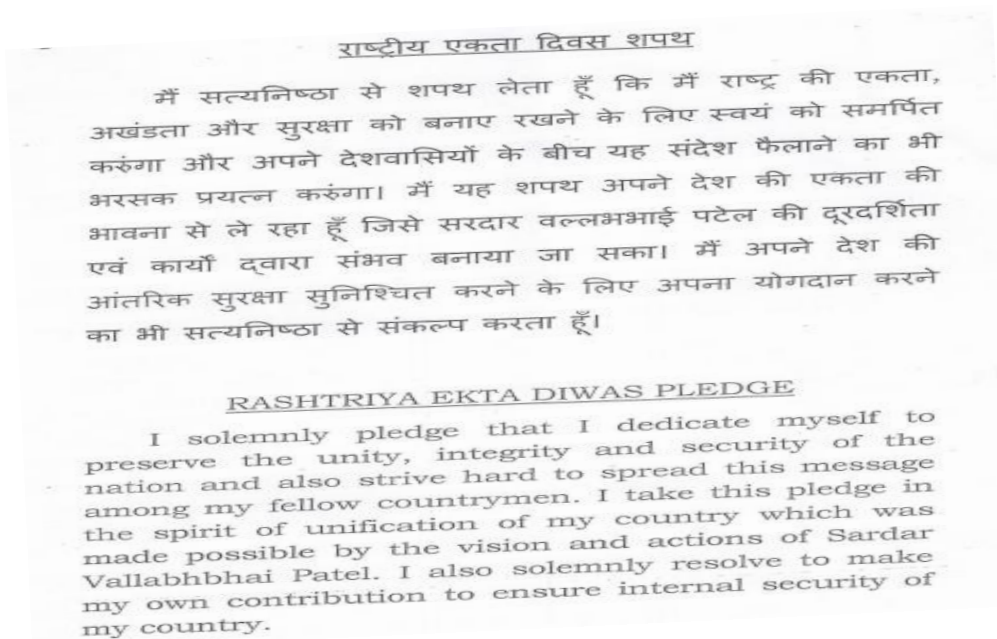 राष्ट्रीय एकता दिवस शपथ
मैं सत्यनिष्ठा से शपथ लेता हूँ कि मैं राष्ट्र की एकता,
अखंडता और सुरक्षा को बनाए रखने के लिए स्वयं को समर्पित
करुंगा और अपने देशवासियों के बीच यह संदेश फैलाने का भी
भरसक प्रयत्न करुंगा। मैं यह शपथ अपने देश की एकता की
भावना से ले रहा हूँ जिसे सरदार वल्लभभाई पटेल की दूरदर्शिता
एवं कार्यों द्वारा संभव बनाया जा सका। मैं अपने देश की
आंतरिक सुरक्षा सुनिश्चित करने के लिए अपना योगदान करने
का भी सत्यनिष्ठा से संकल्प करता हूँ।
RASHTRIYA EKTA DIWAS PLEDGE
I solemnly pledge that I dedicate myself to
preserve the unity, integrity and security of the
nation and also strive hard to spread this message
among my fellow countrymen. I take this pledge in
the spirit of unification of my country which was
made possible by the vision and actions of Sardar
Vallabhbhai Patel. I also solemnly resolve to make
my own contribution to ensure internal security of
my country.